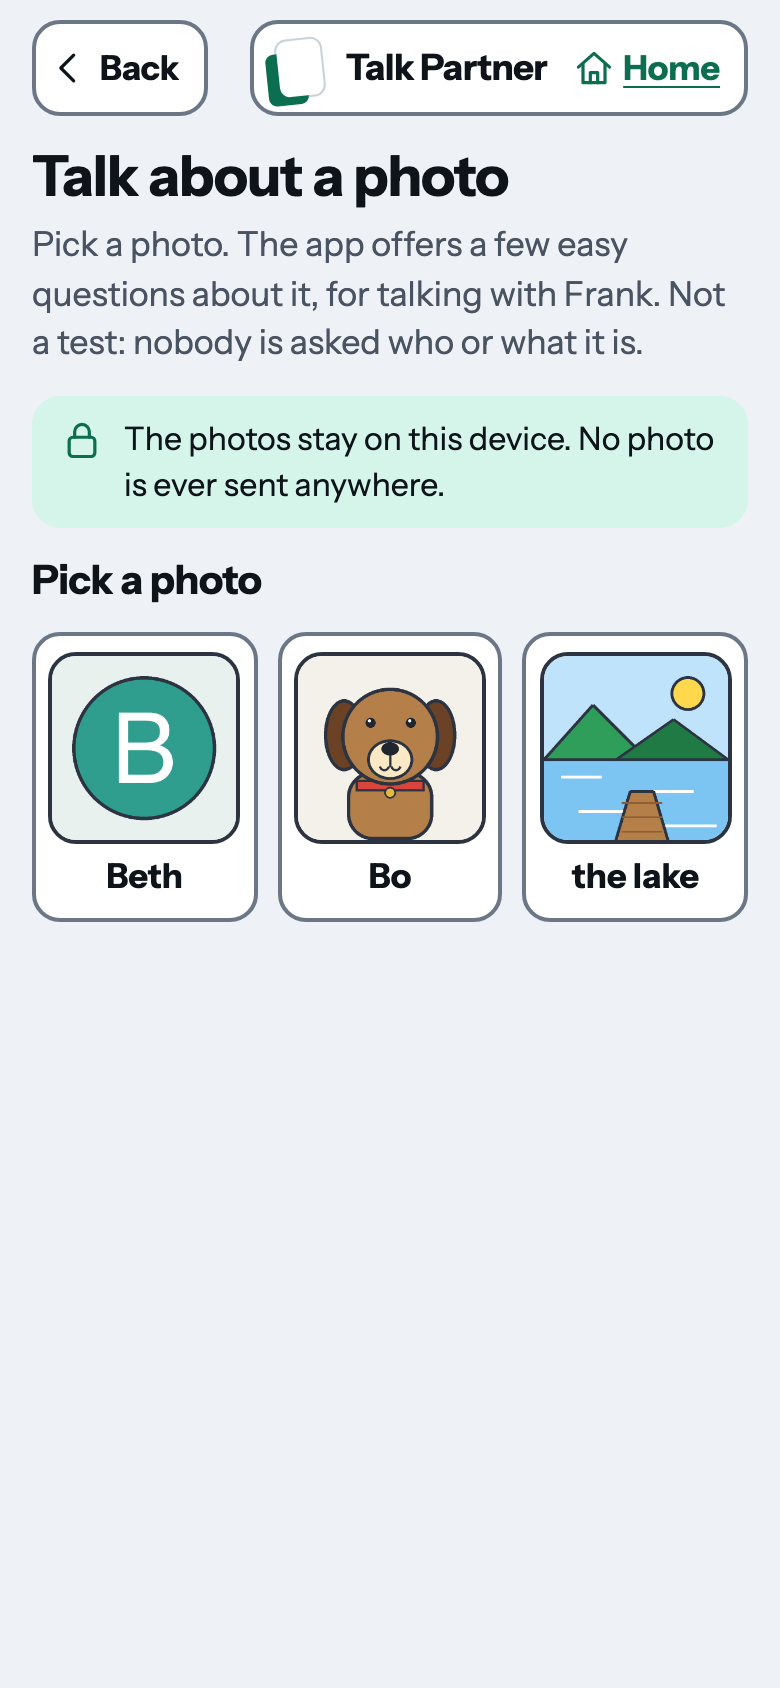 Back
Talk Partner
Home
Talk about a photo
Pick a photo. The app offers a few easy
questions about it, for talking with Frank. Not
a test: nobody is asked who or what it is.
The photos stay on this device. No photo
is ever sent anywhere.
Pick a photo
B
Beth
Bo
the lake